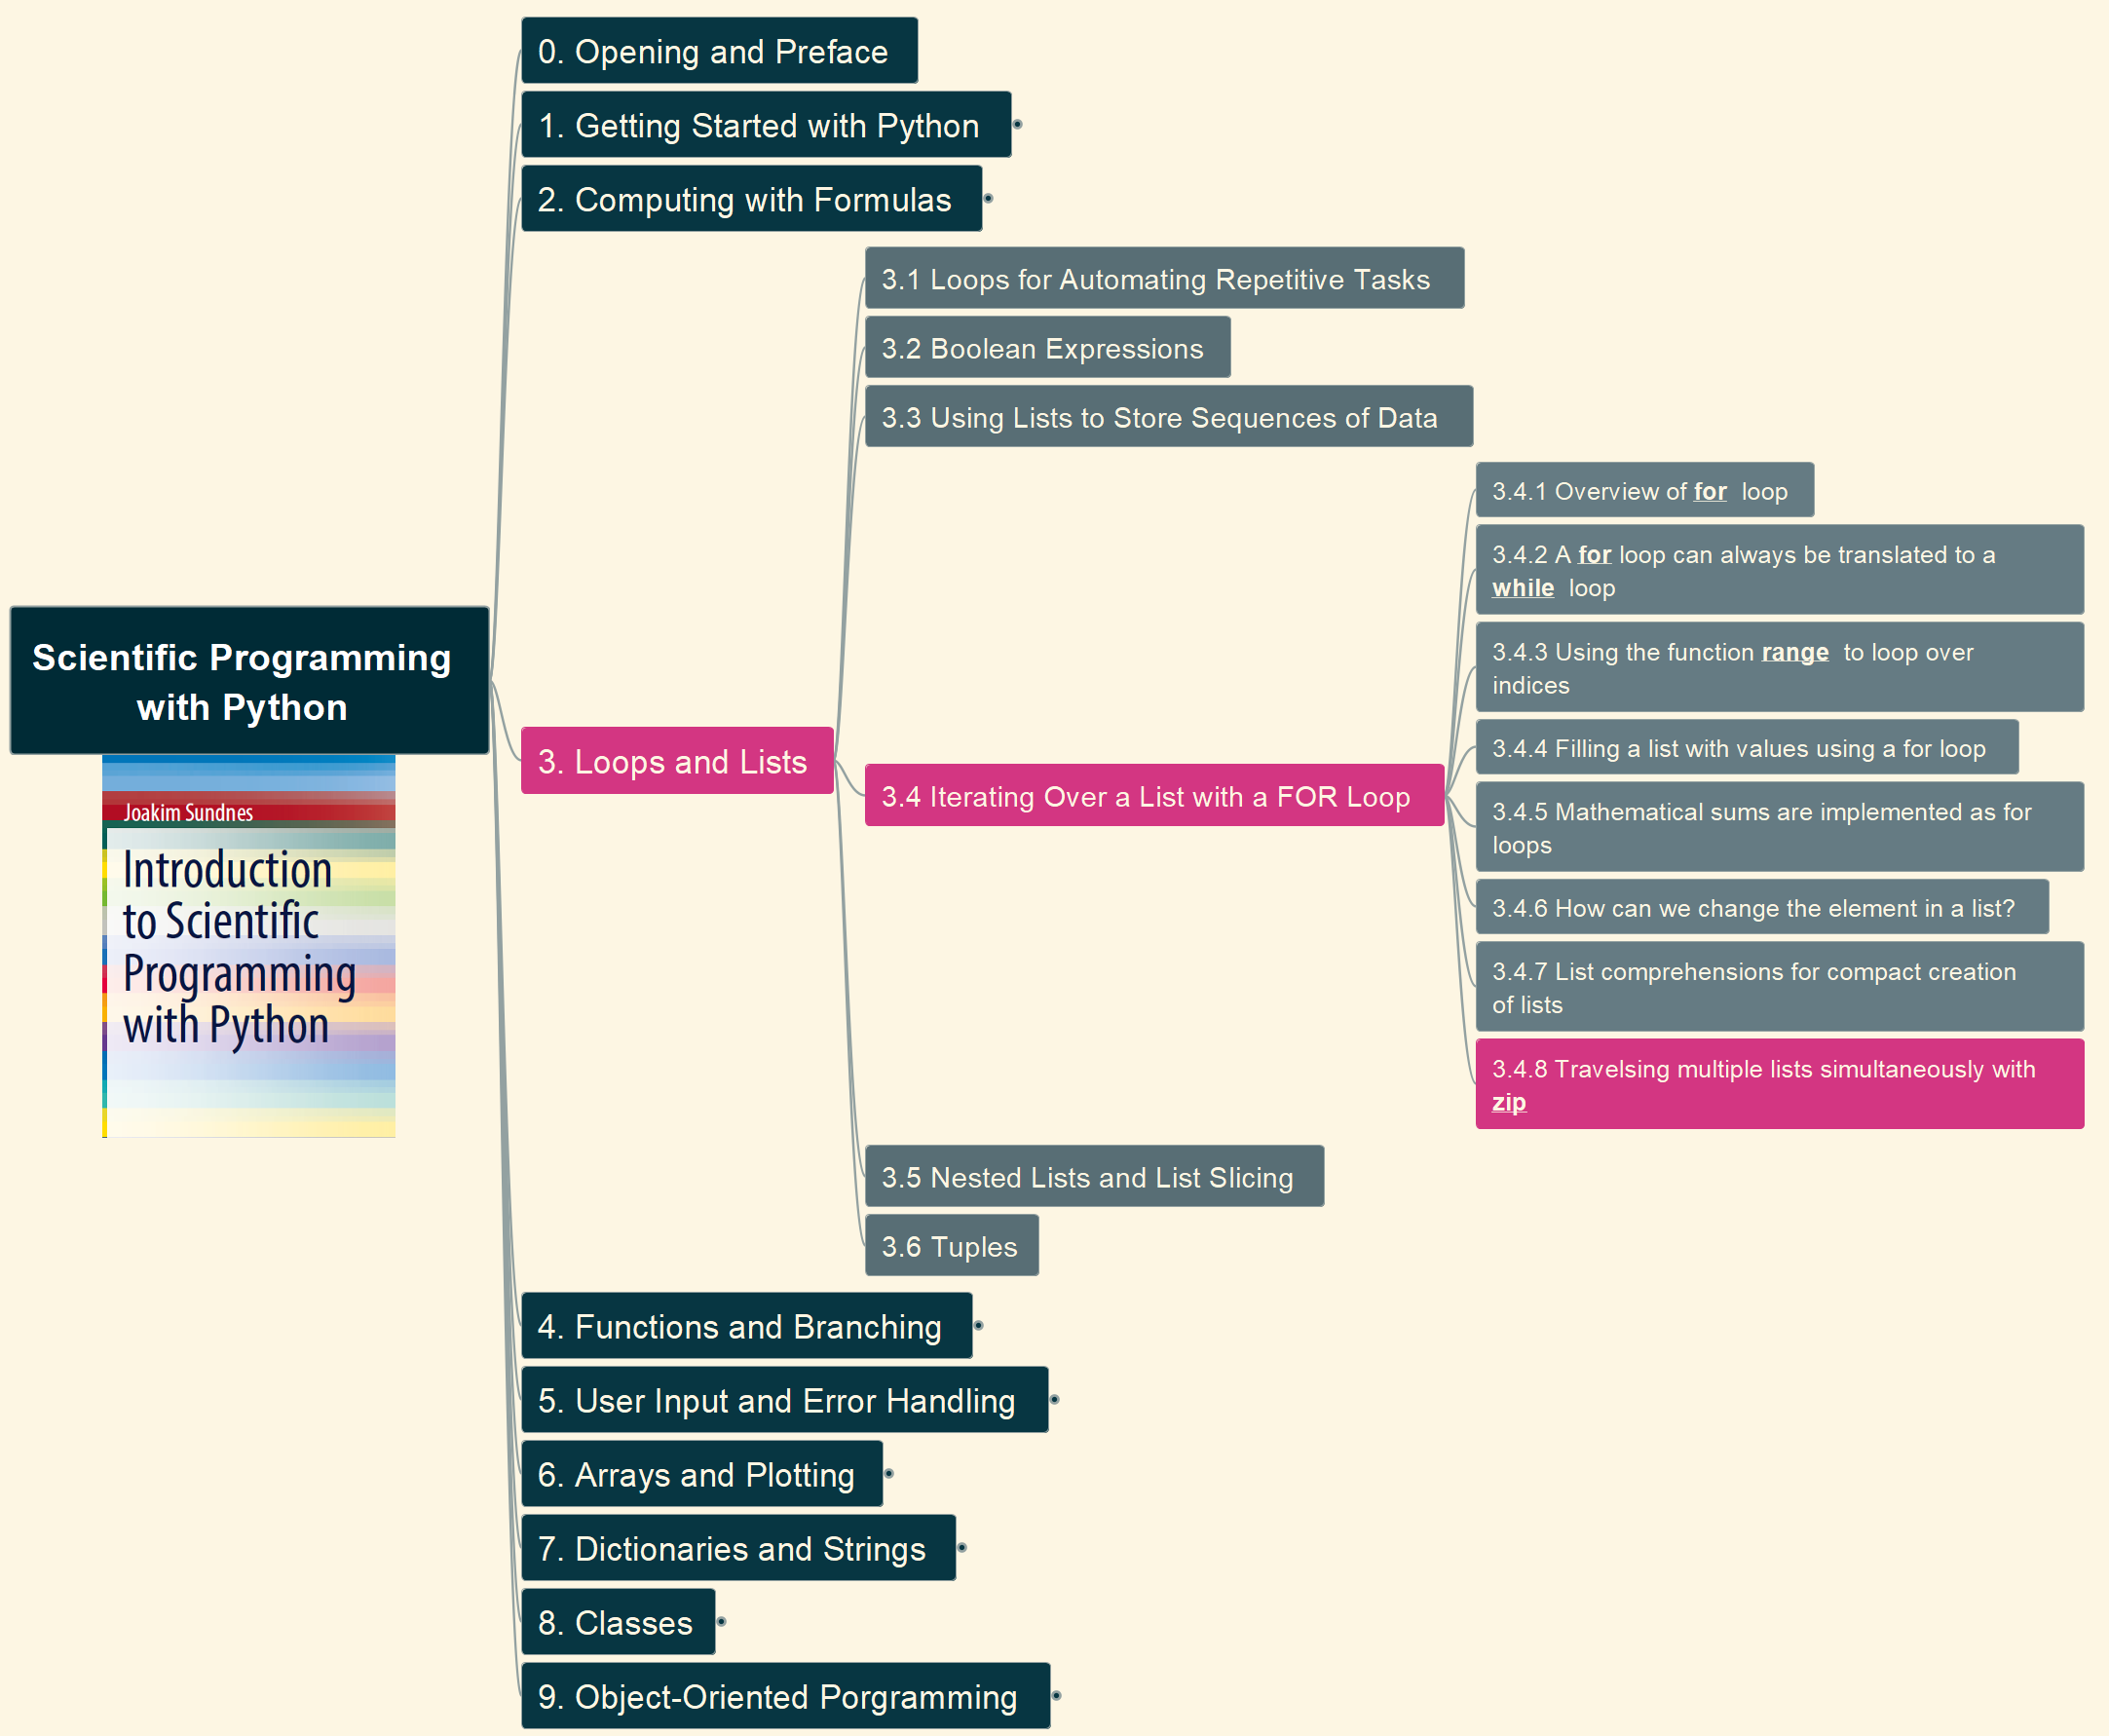 0. Opening and Preface
1. Getting Started with Python
2. Computing with Formulas
3.1 Loops for Automating Repetitive Tasks
3.2 Boolean Expressions
3.3 Using Lists to Store Sequences of Data
3.4.1 Overview of for loop
3.4.2 A for loop can always be translated to a
while loop
3.4.3 Using the function range to loop over
indices
Scientific Programming
with Python
3. Loops and Lists
3.4 Iterating Over a List with a FOR Loop
3.4.4 Filling a list with values using a for loop
3.4.5 Mathematical sums are implemented as for
loops
3.4.6 How can we change the element in a list?
3.4.7 List comprehensions for compact creation
of lists
3.4.8 Travelsing multiple lists simultaneously with
zip
Joakim Sundnes
Introduction
to Scientific
Programming
with Python
3.5 Nested Lists and List Slicing
3.6 Tuples
4. Functions and Branching
5. User Input and Error Handling
6. Arrays and Plotting
7. Dictionaries and Strings
8. Classes
9. Object-Oriented Porgramming